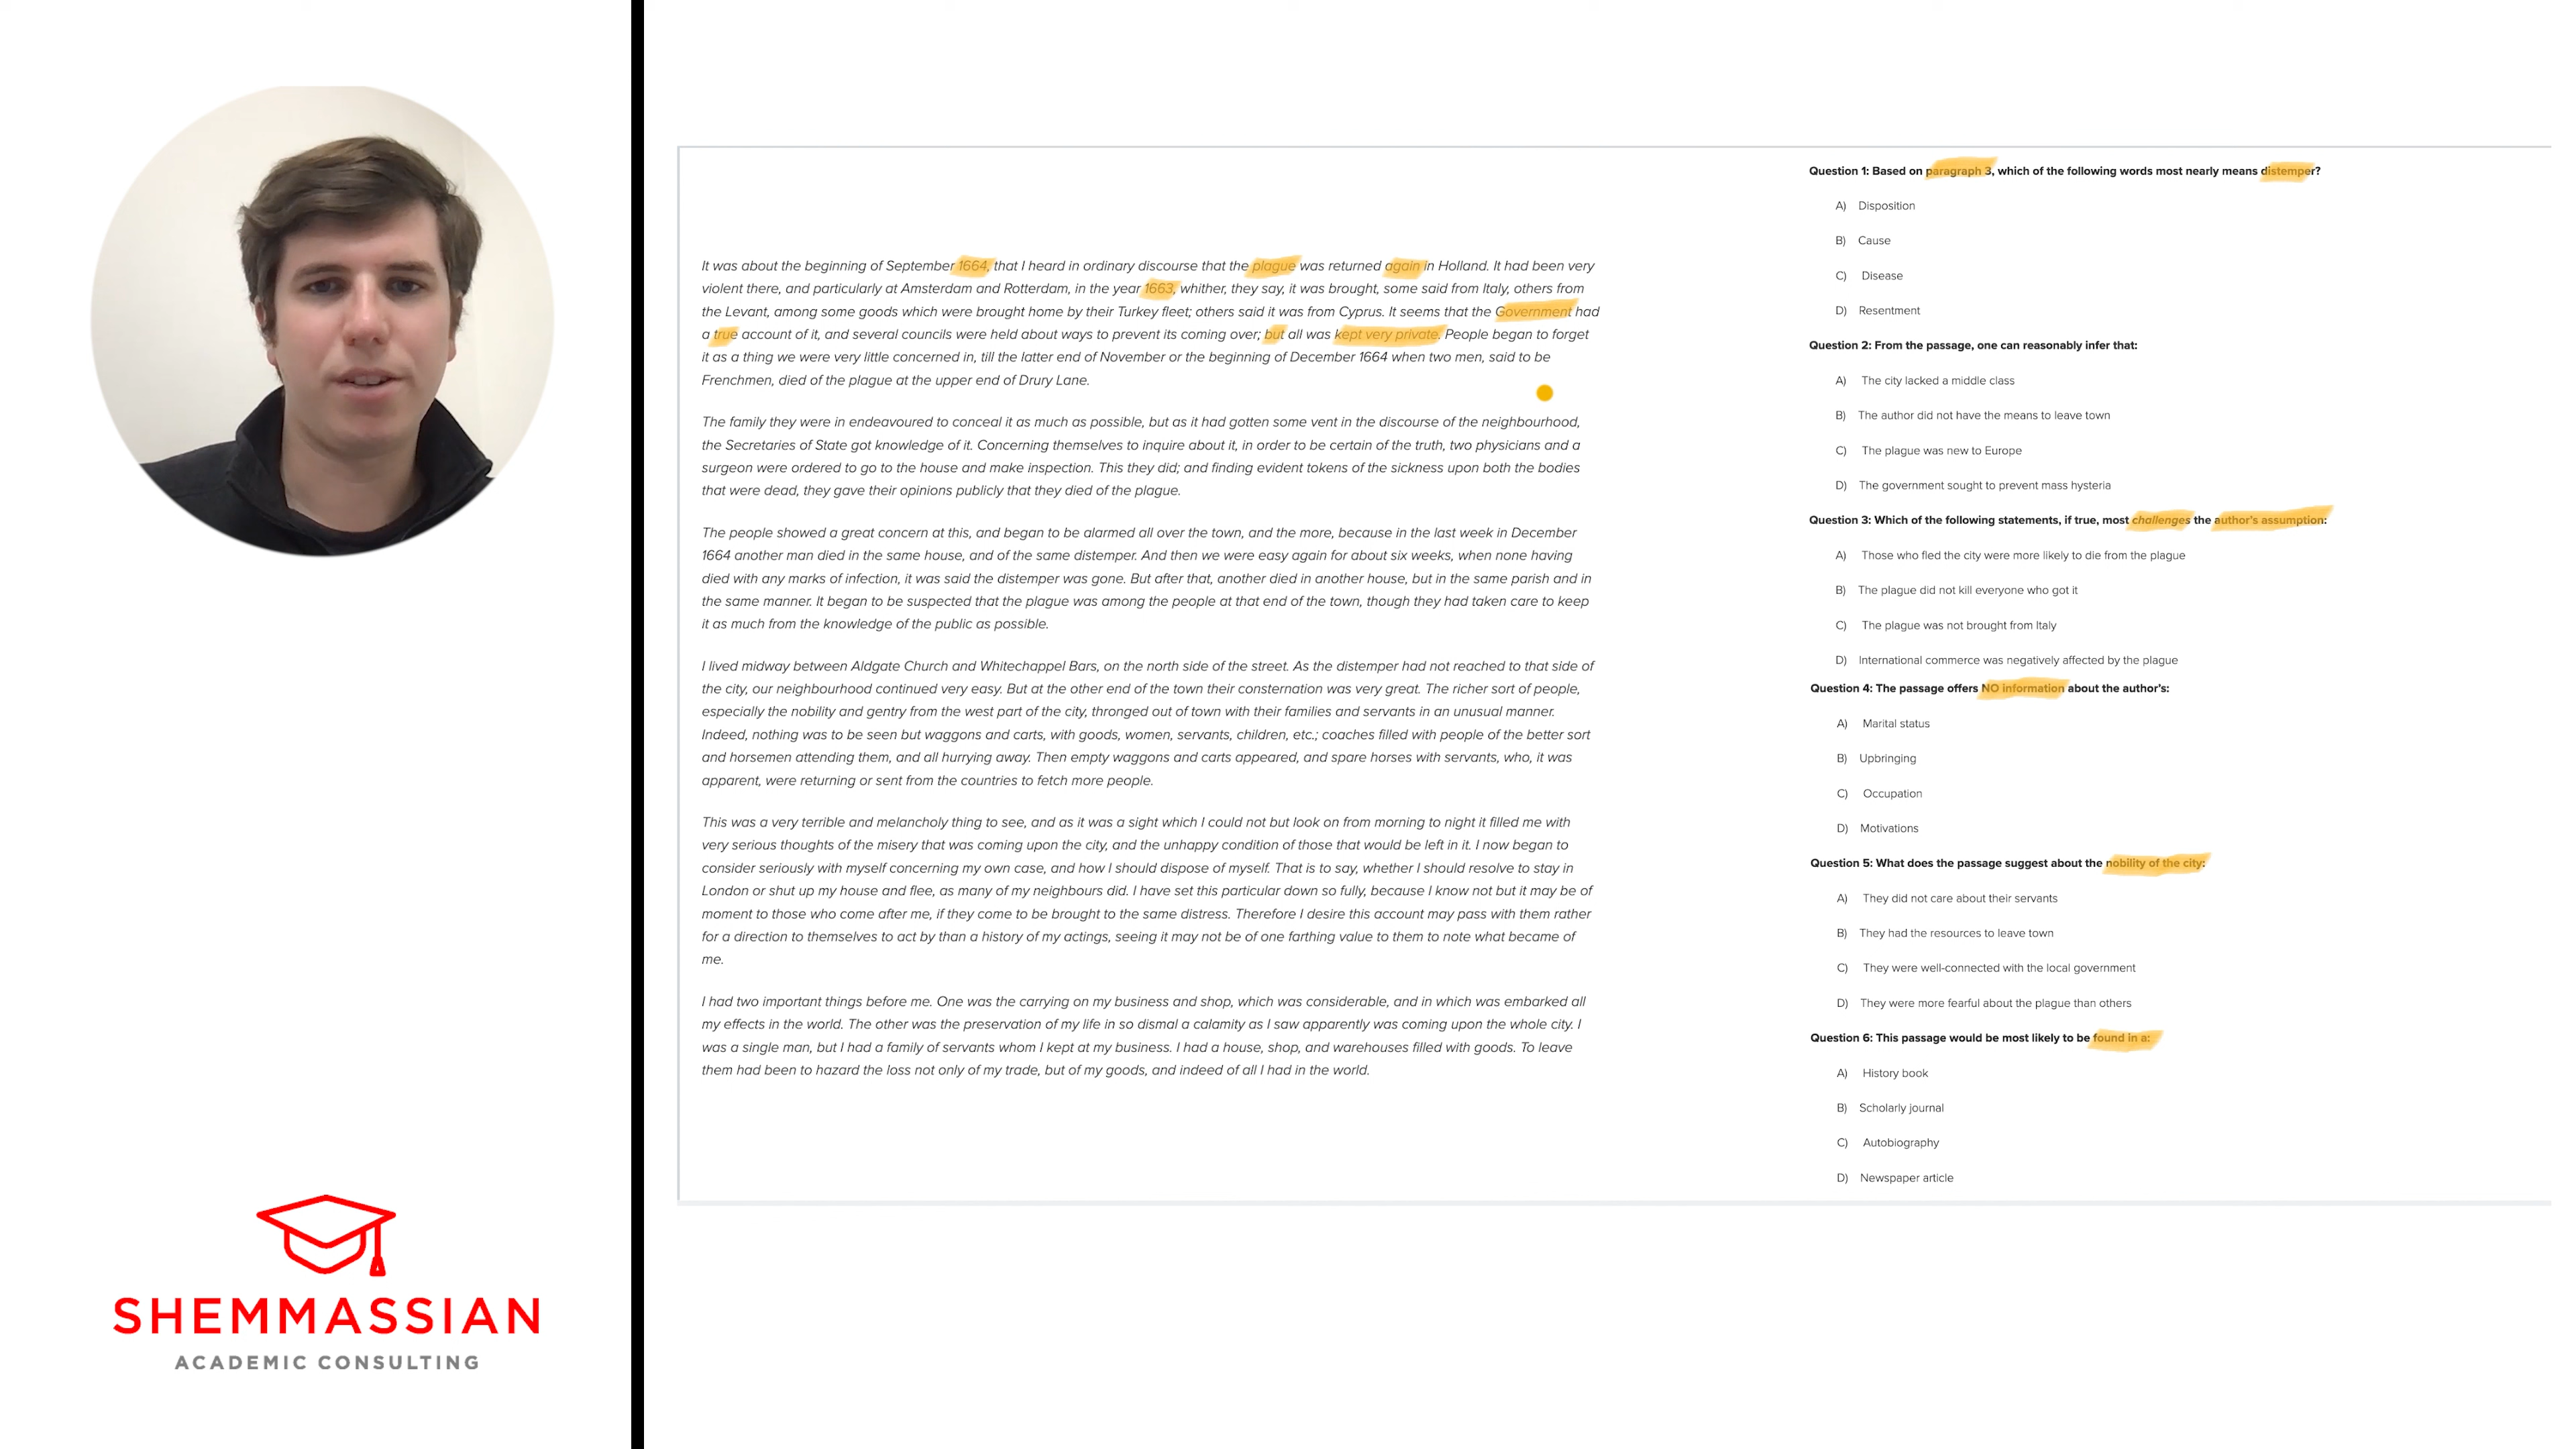 It was about the beginning of September 1664, that I heard in ordinary discourse that the plague was returned again in Holland. It had been very
violent there, and particularly at Amsterdam and Rotterdam, in the year 1663, whither, they say, it was brought, some said from Italy, others from
the Levant, among some goods which were brought home by their Turkey fleet; others said it was from Cyprus. It seems that the Government had
a true account of it, and several councils were held about ways to prevent its coming over; but all was kept very private. People began to forget
it as a thing we were very little concerned in, till the latter end of November or the beginning of December 1664 when two men, said to be
Frenchmen, died of the plague at the upper end of Drury Lane.
The family they were in endeavoured to conceal it as much as possible, but as it had gotten some vent in the discourse of the neighbourhood,
the Secretaries of State got knowledge of it. Concerning themselves to inquire about it, in order to be certain of the truth, two physicians and a
surgeon were ordered to go to the house and make inspection. This they did; and finding evident tokens of the sickness upon both the bodies
that were dead, they gave their opinions publicly that they died of the plague.
The people showed a great concern at this, and began to be alarmed all over the town, and the more, because in the last week in December
1664 another man died in the same house, and of the same distemper. And then we were easy again for about six weeks, when none having
died with any marks of infection, it was said the distemper was gone. But after that, another died in another house, but in the same parish and in
the same manner. It began to be suspected that the plague was among the people at that end of the town, though they had taken care to keep
it as much from the knowledge of the public as possible.
I lived midway between Aldgate Church and Whitechappel Bars, on the north side of the street. As the distemper had not reached to that side of
the city, our neighbourhood continued very easy. But at the other end of the town their consternation was very great. The richer sort of people,
especially the nobility and gentry from the west part of the city, thronged out of town with their families and servants in an unusual manner.
Indeed, nothing was to be seen but waggons and carts, with goods, women, servants, children, etc.; coaches filled with people of the better sort
and horsemen attending them, and all hurrying away. Then empty waggons and carts appeared, and spare horses with servants, who, it was
apparent, were returning or sent from the countries to fetch more people.
This was a very terrible and melancholy thing to see, and as it was a sight which I could not but look on from morning to night it filled me with
very serious thoughts of the misery that was coming upon the city, and the unhappy condition of those that would be left in it. I now began to
consider seriously with myself concerning my own case, and how I should dispose of myself. That is to say, whether I should resolve to stay in
London or shut up my house and flee, as many of my neighbours did. I have set this particular down so fully, because I know not but it may be of
moment to those who come after me, if they come to be brought to the same distress. Therefore I desire this account may pass with them rather
for a direction to themselves to act by than a history of my actings, seeing it may not be of one farthing value to them to note what became of
me.
I had two important things before me. One was the carrying on my business and shop, which was considerable, and in which was embarked all
my effects in the world. The other was the preservation of my life in so dismal a calamity as I saw apparently was coming upon the whole city. I
was a single man, but I had a family of servants whom I kept at my business. I had a house, shop, and warehouses filled with goods. To leave
them had been to hazard the loss not only of my trade, but of my goods, and indeed of all I had in the world.
Question 1: Based on paragraph 3, which of the following words most nearly means distemper?
A) Disposition
B) Cause
C) Disease
D) Resentment
Question 2: From the passage, one can reasonably infer that:
A) The city lacked a middle class
B) The author did not have the means to leave town
C) The plague was new to Europe
D) The government sought to prevent mass hysteria
Question 3: Which of the following statements, if true, most challenges the author's assumption:
A) Those who fled the city were more likely to die from the plague
B) The plague did not kill everyone who got it
C) The plague was not brought from Italy
D) International commerce was negatively affected by the plague
Question 4: The passage offers NO information about the author's:
A) Marital status
B) Upbringing
C) Occupation
D) Motivations
Question 5: What does the passage suggest about the nobility of the city:
A) They did not care about their servants
B) They had the resources to leave town
C) They were well-connected with the local government
D) They were more fearful about the plague than others
Question 6: This passage would be most likely to be found in a:
A) History book
B) Scholarly journal
C) Autobiography
D) Newspaper article
SHEMMASSIAN
ACADEMIC CONSULTING